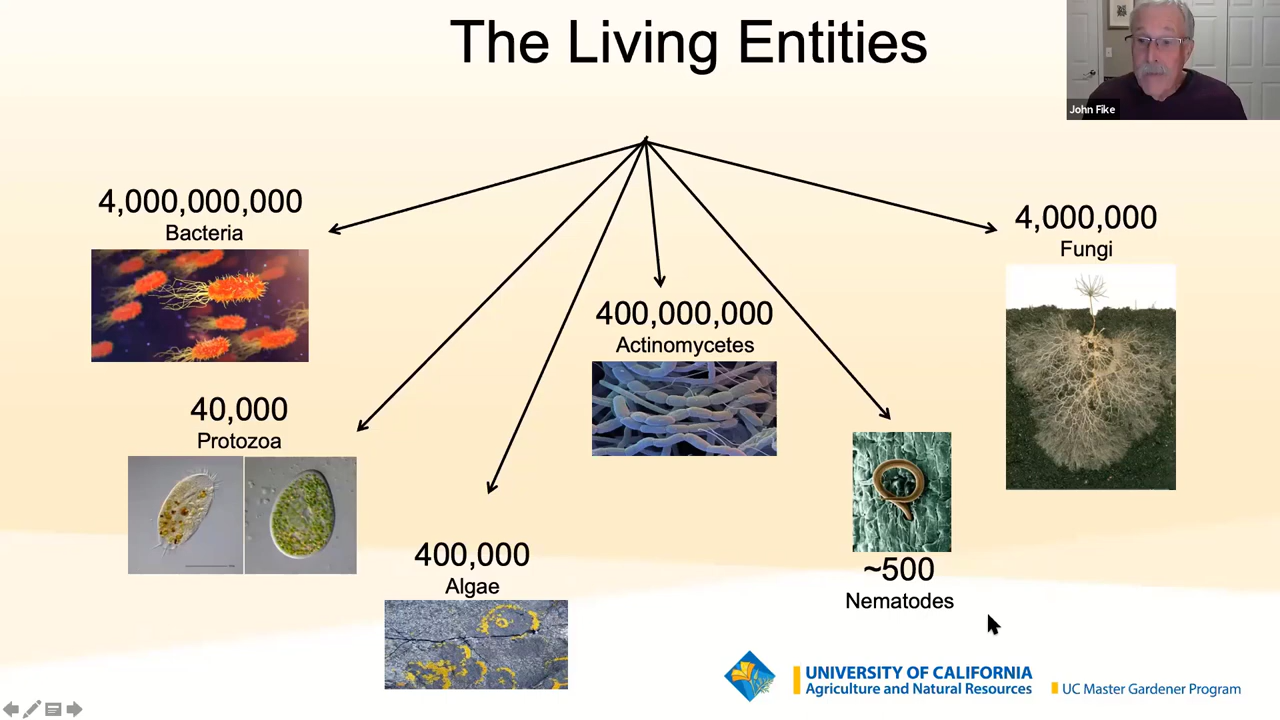 The Living Entities
John Fike
4,000,000,000
Bacteria
4,000,000
Fungi
400,000,000
Actinomycetes
40,000
Protozoa
400,000
Algae
~500
Nematodes
UNIVERSITY OF CALIFORNIA
Agriculture and Natural Resources
UC Master Gardener Program